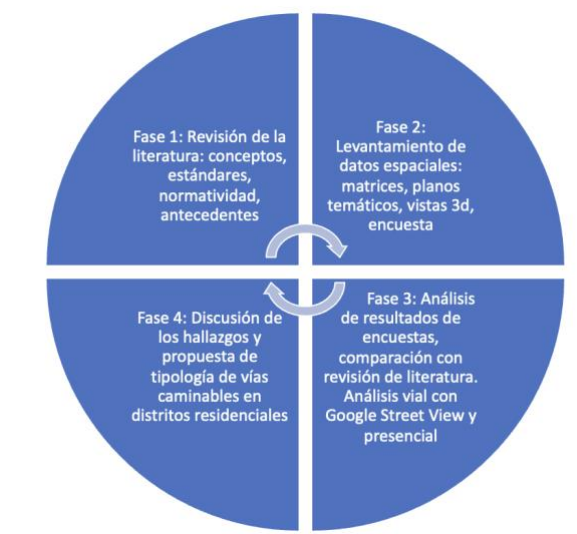 Fase 1: Revisión de la
literatura: conceptos,
estándares,
normatividad,
antecedentes
Fase 2:
Levantamiento de
datos espaciales:
matrices, planos
temáticos, vistas 3d,
encuesta
Fase 3: Análisis
de resultados de
encuestas,
comparación con
revisión de literatura.
Análisis vial con
Google Street View y
presencial
Fase 4: Discusión de
los hallazgos y
propuesta de
tipología de vías
caminables en
distritos residenciales